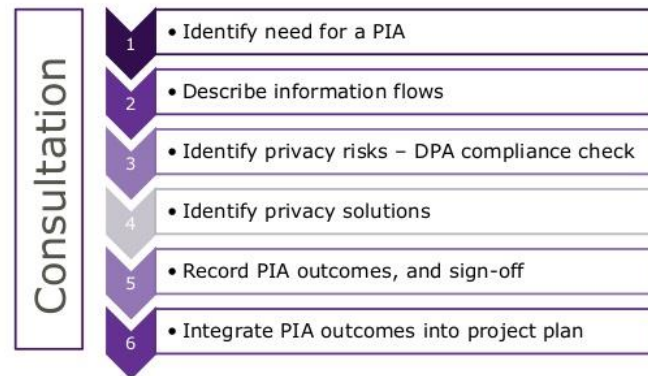 Consultation
1
• Identify need for a PIA
2
• Describe information flows
3
• Identify privacy risks – DPA compliance check
4
• Identify privacy solutions
5
• Record PIA outcomes, and sign-off
6
• Integrate PIA outcomes into project plan